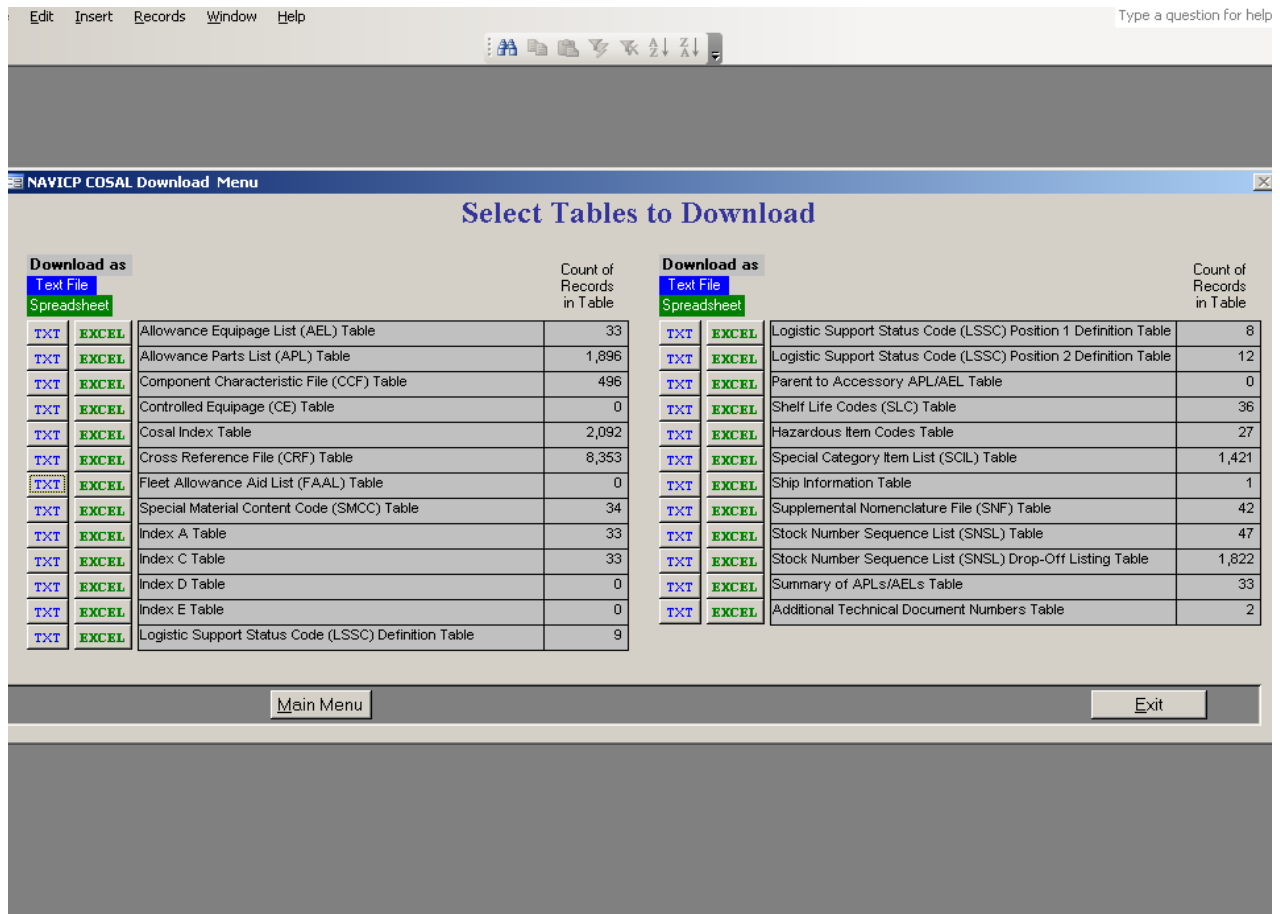 Edit Insert Records Window Help
Type a question for help
NAVICP COSAL Download Menu
Select Tables to Download
Download as
Text File
Spreadsheet
Count of
Records
in Table
TXT EXCEL Allowance Equipage List (AEL) Table 33
TXT EXCEL Allowance Parts List (APL) Table 1,896
TXT EXCEL Component Characteristic File (CCF) Table 496
TXT EXCEL Controlled Equipage (CE) Table 0
TXT EXCEL Cosal Index Table 2,092
TXT EXCEL Cross Reference File (CRF) Table 8,353
TXT EXCEL Fleet Allowance Aid List (FAAL) Table 0
TXT EXCEL Special Material Content Code (SMCC) Table 34
TXT EXCEL Index A Table 33
TXT EXCEL Index C Table 33
TXT EXCEL Index D Table 0
TXT EXCEL Index E Table 0
TXT EXCEL Logistic Support Status Code (LSSC) Definition Table 9
Download as
Text File
Spreadsheet
Count of
Records
in Table
TXT EXCEL Logistic Support Status Code (LSSC) Position 1 Definition Table 8
TXT EXCEL Logistic Support Status Code (LSSC) Position 2 Definition Table 12
TXT EXCEL Parent to Accessory APL/AEL Table 0
TXT EXCEL Shelf Life Codes (SLC) Table 36
TXT EXCEL Hazardous Item Codes Table 27
TXT EXCEL Special Category Item List (SCIL) Table 1,421
TXT EXCEL Ship Information Table 1
TXT EXCEL Supplemental Nomenclature File (SNF) Table 42
TXT EXCEL Stock Number Sequence List (SNSL) Table 47
TXT EXCEL Stock Number Sequence List (SNSL) Drop-Off Listing Table 1,822
TXT EXCEL Summary of APLs/AELs Table 33
TXT EXCEL Additional Technical Document Numbers Table 2
Main Menu
Exit